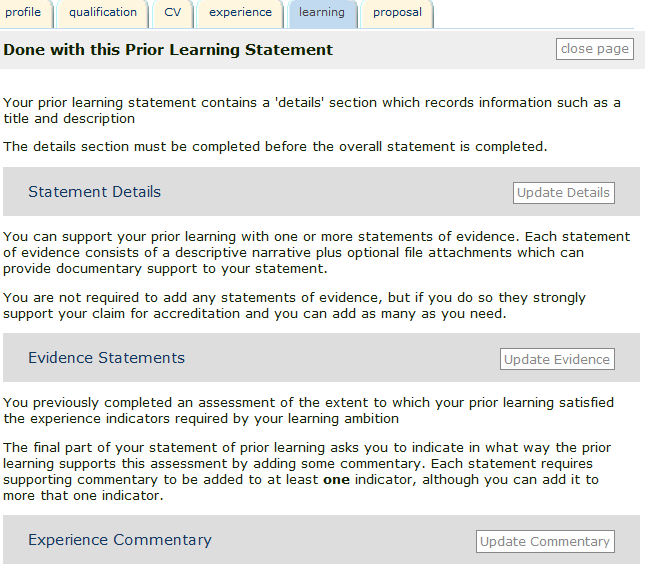 profile qualification CV experience learning proposal
Done with this Prior Learning Statement close page
Your prior learning statement contains a 'details' section which records information such as a
title and description
The details section must be completed before the overall statement is completed.
Statement Details Update Details
You can support your prior learning with one or more statements of evidence. Each statement
of evidence consists of a descriptive narrative plus optional file attachments which can
provide documentary support to your statement.
You are not required to add any statements of evidence, but if you do so they strongly
support your claim for accreditation and you can add as many as you need.
Evidence Statements Update Evidence
You previously completed an assessment of the extent to which your prior learning satisfied
the experience indicators required by your learning ambition
The final part of your statement of prior learning asks you to indicate in what way the prior
learning supports this assessment by adding some commentary. Each statement requires
supporting commentary to be added to at least one indicator, although you can add it to
more that one indicator.
Experience Commentary Update Commentary